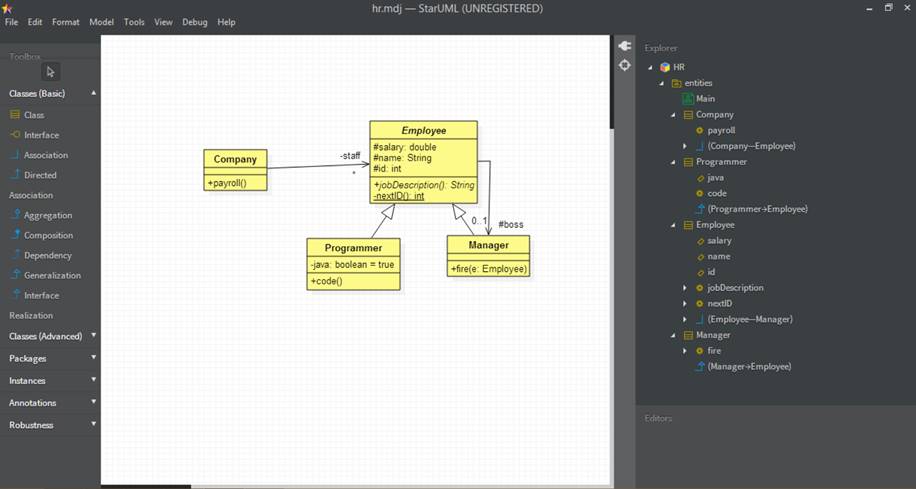 hr.mdj — StarUML (UNREGISTERED)
File Edit Format Model Tools View Debug Help
Toolbox
Classes (Basic)
Class
Interface
Association
Directed
Association
Aggregation
Composition
Dependency
Generalization
Interface
Realization
Classes (Advanced)
Packages
Instances
Annotations
Robustness
Company
+payroll()
-staff
*
Employee
#salary: double
#name: String
#id: int
+jobDescription(): String
-nextID(): int
0..1
#boss
Programmer
-java: boolean = true
+code()
Manager
+fire(e: Employee)
Explorer
HR
entities
Main
Company
payroll
(Company—Employee)
Programmer
java
code
(Programmer→Employee)
Employee
salary
name
id
jobDescription
nextID
(Employee—Manager)
Manager
fire
(Manager→Employee)
Editors